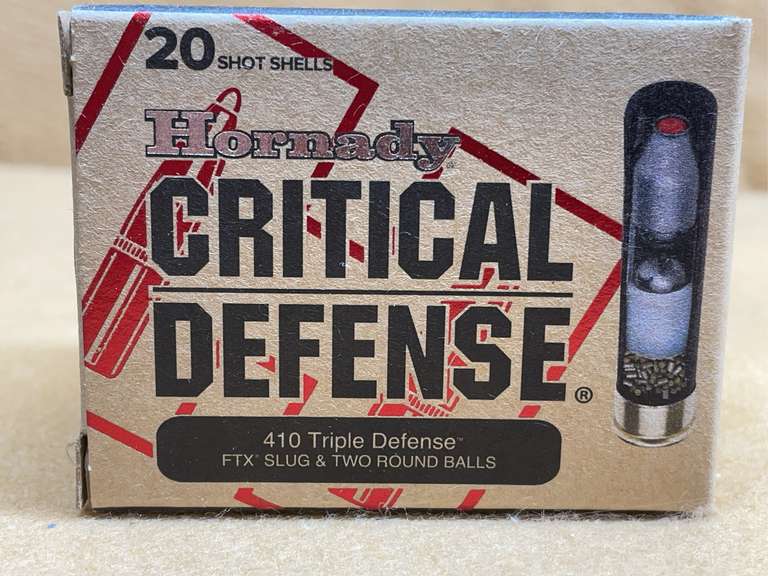 20 SHOT SHELLS
Hornady®
CRITICAL
DEFENSE®
410 Triple Defense™
FTX® SLUG & TWO ROUND BALLS